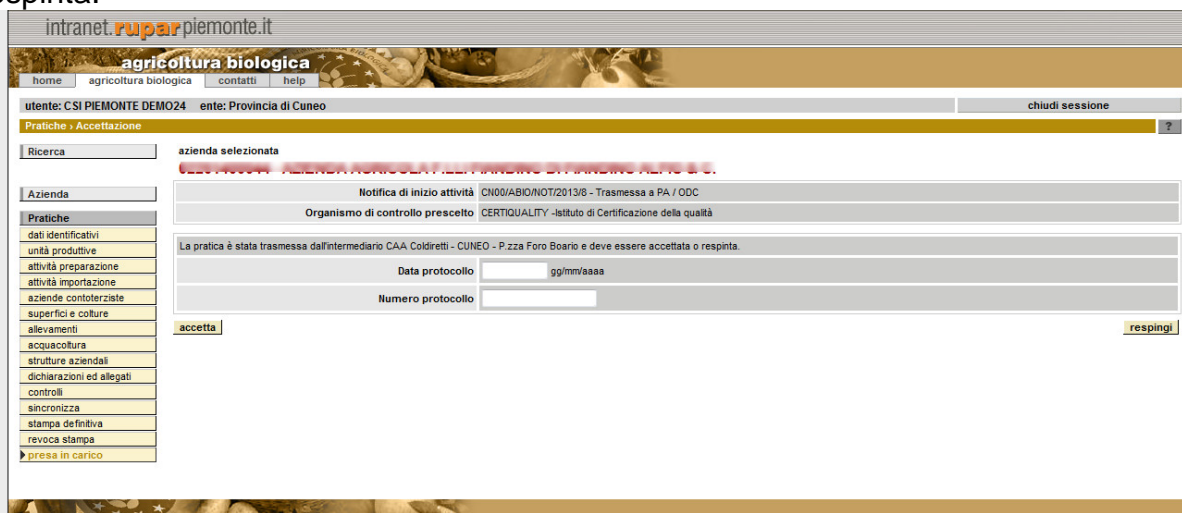 intranet.ruparpiemonte.it
agricoltura biologica
home agricoltura biologica contatti help
utente: CSI PIEMONTE DEMO24 ente: Provincia di Cuneo chiudi sessione
Pratiche › Accettazione ?
Ricerca
azienda selezionata
Azienda
Notifica di inizio attività CN00/ABIO/NOT/2013/8 - Trasmessa a PA / ODC
Organismo di controllo prescelto CERTIQUALITY -Istituto di Certificazione della qualità
Pratiche
dati identificativi
unità produttive
attività preparazione
attività importazione
aziende contoterziste
superfici e colture
allevamenti
acquacoltura
strutture aziendali
dichiarazioni ed allegati
controlli
sincronizza
stampa definitiva
revoca stampa
presa in carico
La pratica è stata trasmessa dall'intermediario CAA Coldiretti - CUNEO - P.zza Foro Boario e deve essere accettata o respinta.
Data protocollo gg/mm/aaaa
Numero protocollo
accetta respingi